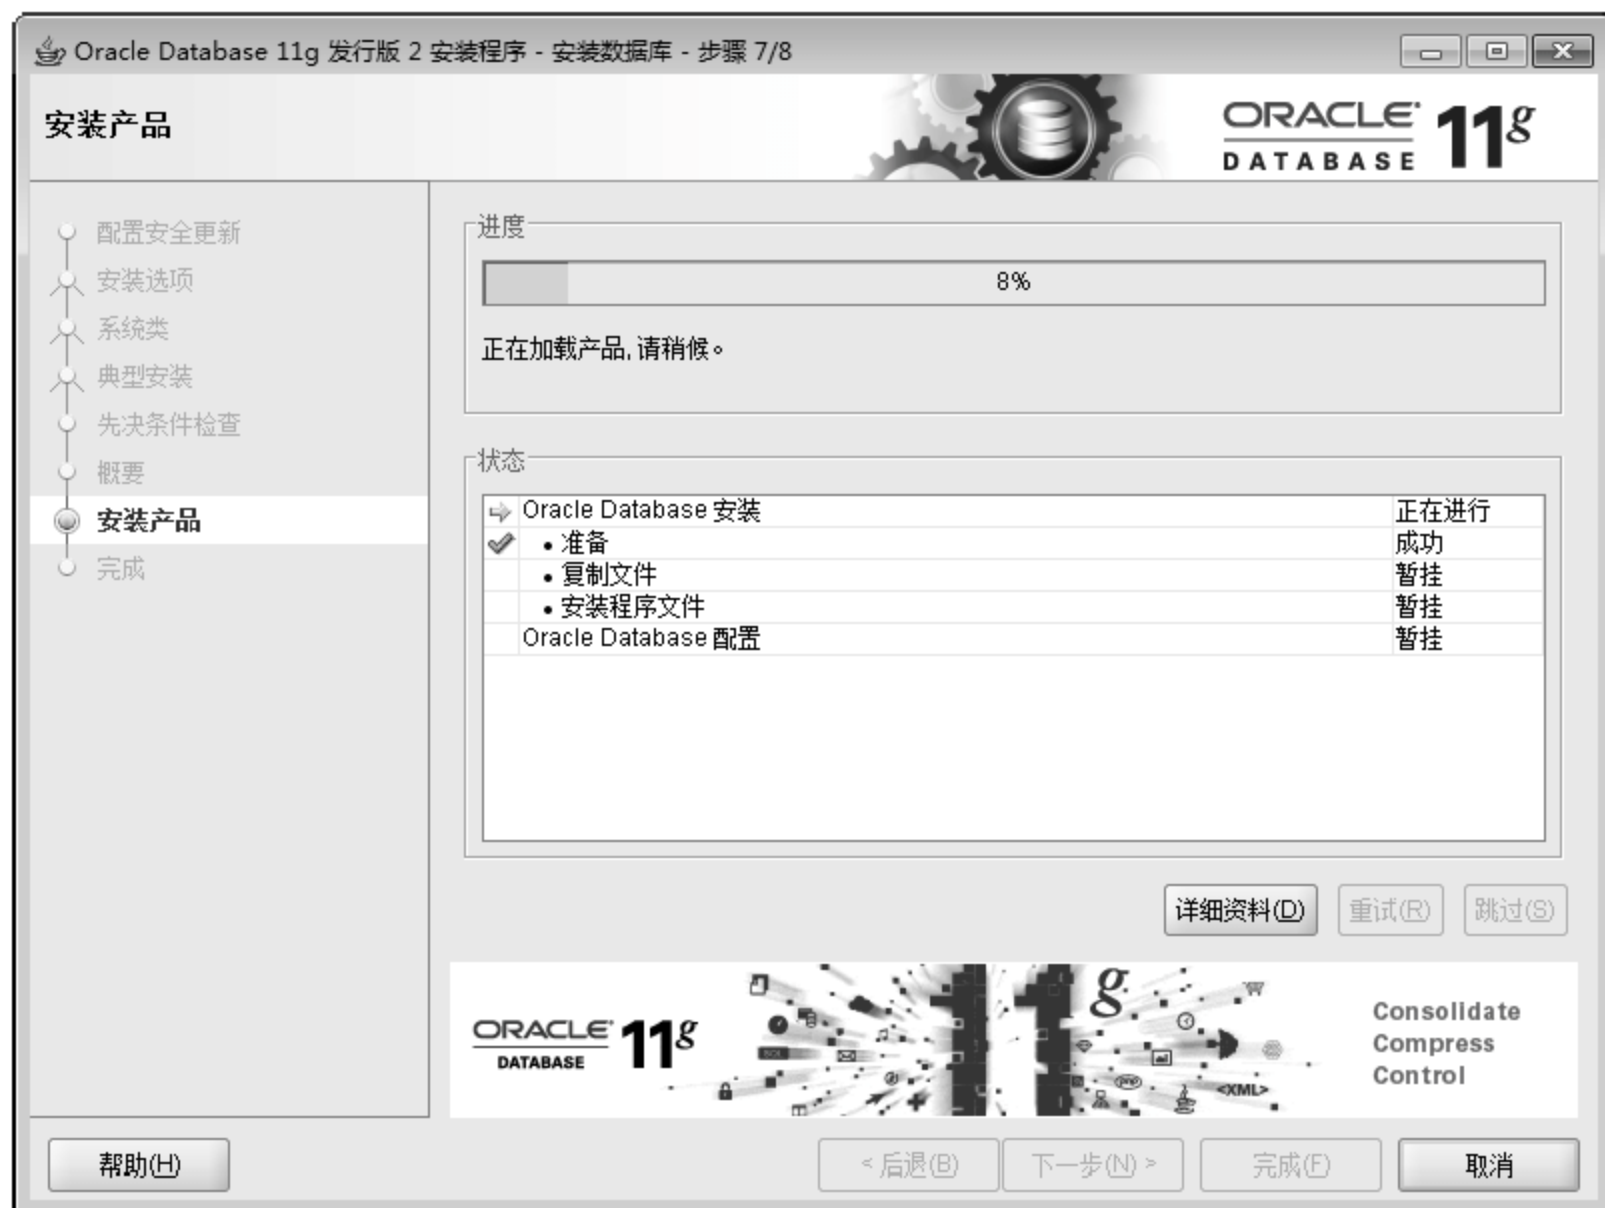 Oracle Database 11g 发行版 2 安装程序 - 安装数据库 - 步骤 7/8
安装产品
ORACLE 11g
DATABASE
配置安全更新
安装选项
系统类
典型安装
先决条件检查
概要
安装产品
完成
进度
8%
正在加载产品, 请稍候。
状态
Oracle Database 安装 正在进行
• 准备 成功
• 复制文件 暂挂
• 安装程序文件 暂挂
Oracle Database 配置 暂挂
详细资料(D) 重试(R) 跳过(S)
ORACLE 11g
DATABASE
11g
SQL
php
<XML>
Consolidate
Compress
Control
帮助(H) < 后退(B) 下一步(N) > 完成(F) 取消